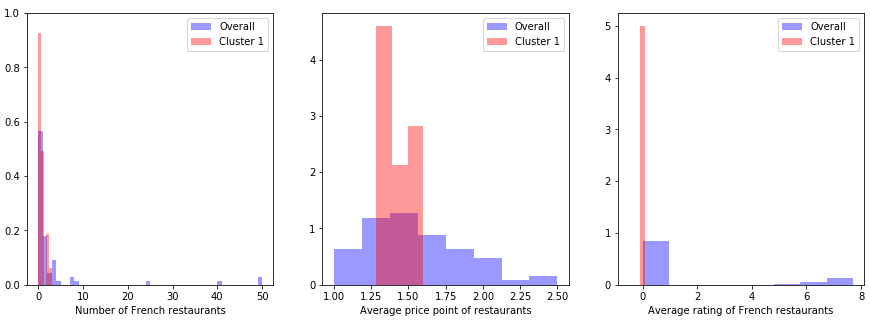 1.0
0.8
0.6
0.4
0.2
0.0
0 10 20 30 40 50
Number of French restaurants
Overall
Cluster 1
4
3
2
1
0
1.00 1.25 1.50 1.75 2.00 2.25 2.50
Average price point of restaurants
Overall
Cluster 1
5
4
3
2
1
0
0 2 4 6 8
Average rating of French restaurants
Overall
Cluster 1